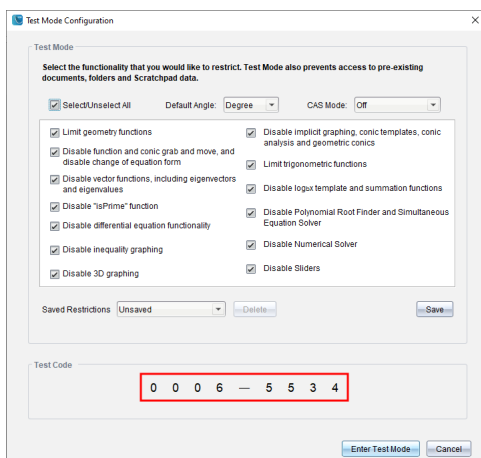 Test Mode Configuration
Test Mode
Select the functionality that you would like to restrict. Test Mode also prevents access to pre-existing
documents, folders and Scratchpad data.
Select/Unselect All Default Angle: Degree CAS Mode: Off
Limit geometry functions
Disable function and conic grab and move, and
disable change of equation form
Disable vector functions, including eigenvectors
and eigenvalues
Disable "isPrime" function
Disable differential equation functionality
Disable inequality graphing
Disable 3D graphing
Disable implicit graphing, conic templates, conic
analysis and geometric conics
Limit trigonometric functions
Disable logbx template and summation functions
Disable Polynomial Root Finder and Simultaneous
Equation Solver
Disable Numerical Solver
Disable Sliders
Saved Restrictions Unsaved Delete Save
Test Code
0 0 0 6 — 5 5 3 4
Enter Test Mode Cancel